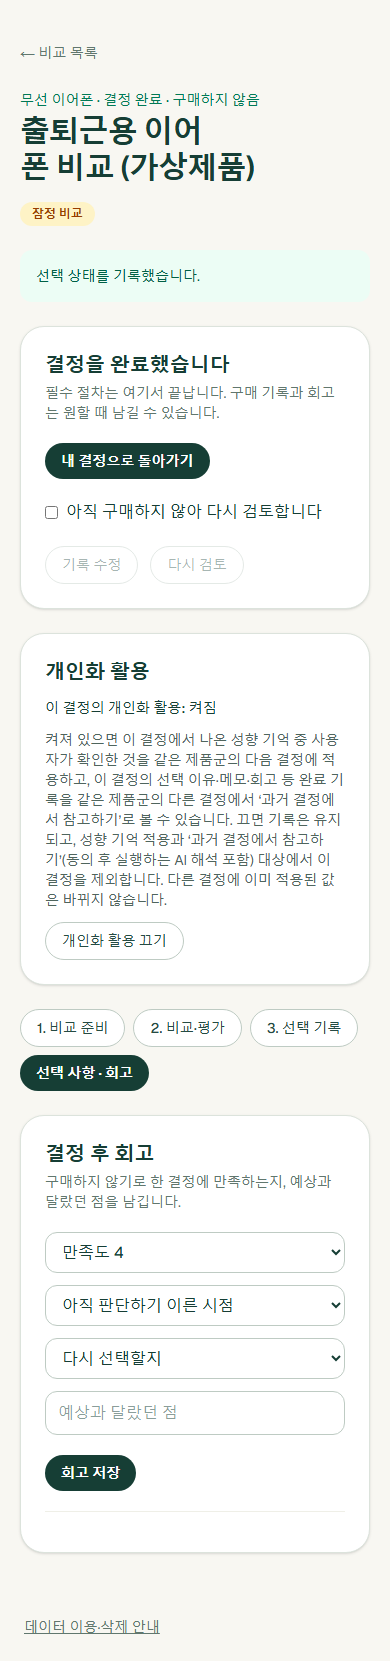 ← 비교 목록
무선 이어폰 · 결정 완료 · 구매하지 않음
출퇴근용 이어
폰 비교 (가상제품)
잠정 비교
선택 상태를 기록했습니다.
결정을 완료했습니다
필수 절차는 여기서 끝납니다. 구매 기록과 회고
는 원할 때 남길 수 있습니다.
내 결정으로 돌아가기
아직 구매하지 않아 다시 검토합니다
기록 수정
다시 검토
개인화 활용
이 결정의 개인화 활용: 켜짐
켜져 있으면 이 결정에서 나온 성향 기억 중 사용
자가 확인한 것을 같은 제품군의 다음 결정에 적
용하고, 이 결정의 선택 이유·메모·회고 등 완료 기
록을 같은 제품군의 다른 결정에서 ‘과거 결정에
서 참고하기’로 볼 수 있습니다. 끄면 기록은 유지
되고, 성향 기억 적용과 ‘과거 결정에서 참고하
기’(동의 후 실행하는 AI 해석 포함) 대상에서 이
결정을 제외합니다. 다른 결정에 이미 적용된 값
은 바뀌지 않습니다.
개인화 활용 끄기
1. 비교 준비
2. 비교·평가
3. 선택 기록
선택 사항 · 회고
결정 후 회고
구매하지 않기로 한 결정에 만족하는지, 예상과
달랐던 점을 남깁니다.
만족도 4
아직 판단하기 이른 시점
다시 선택할지
예상과 달랐던 점
회고 저장
데이터 이용·삭제 안내